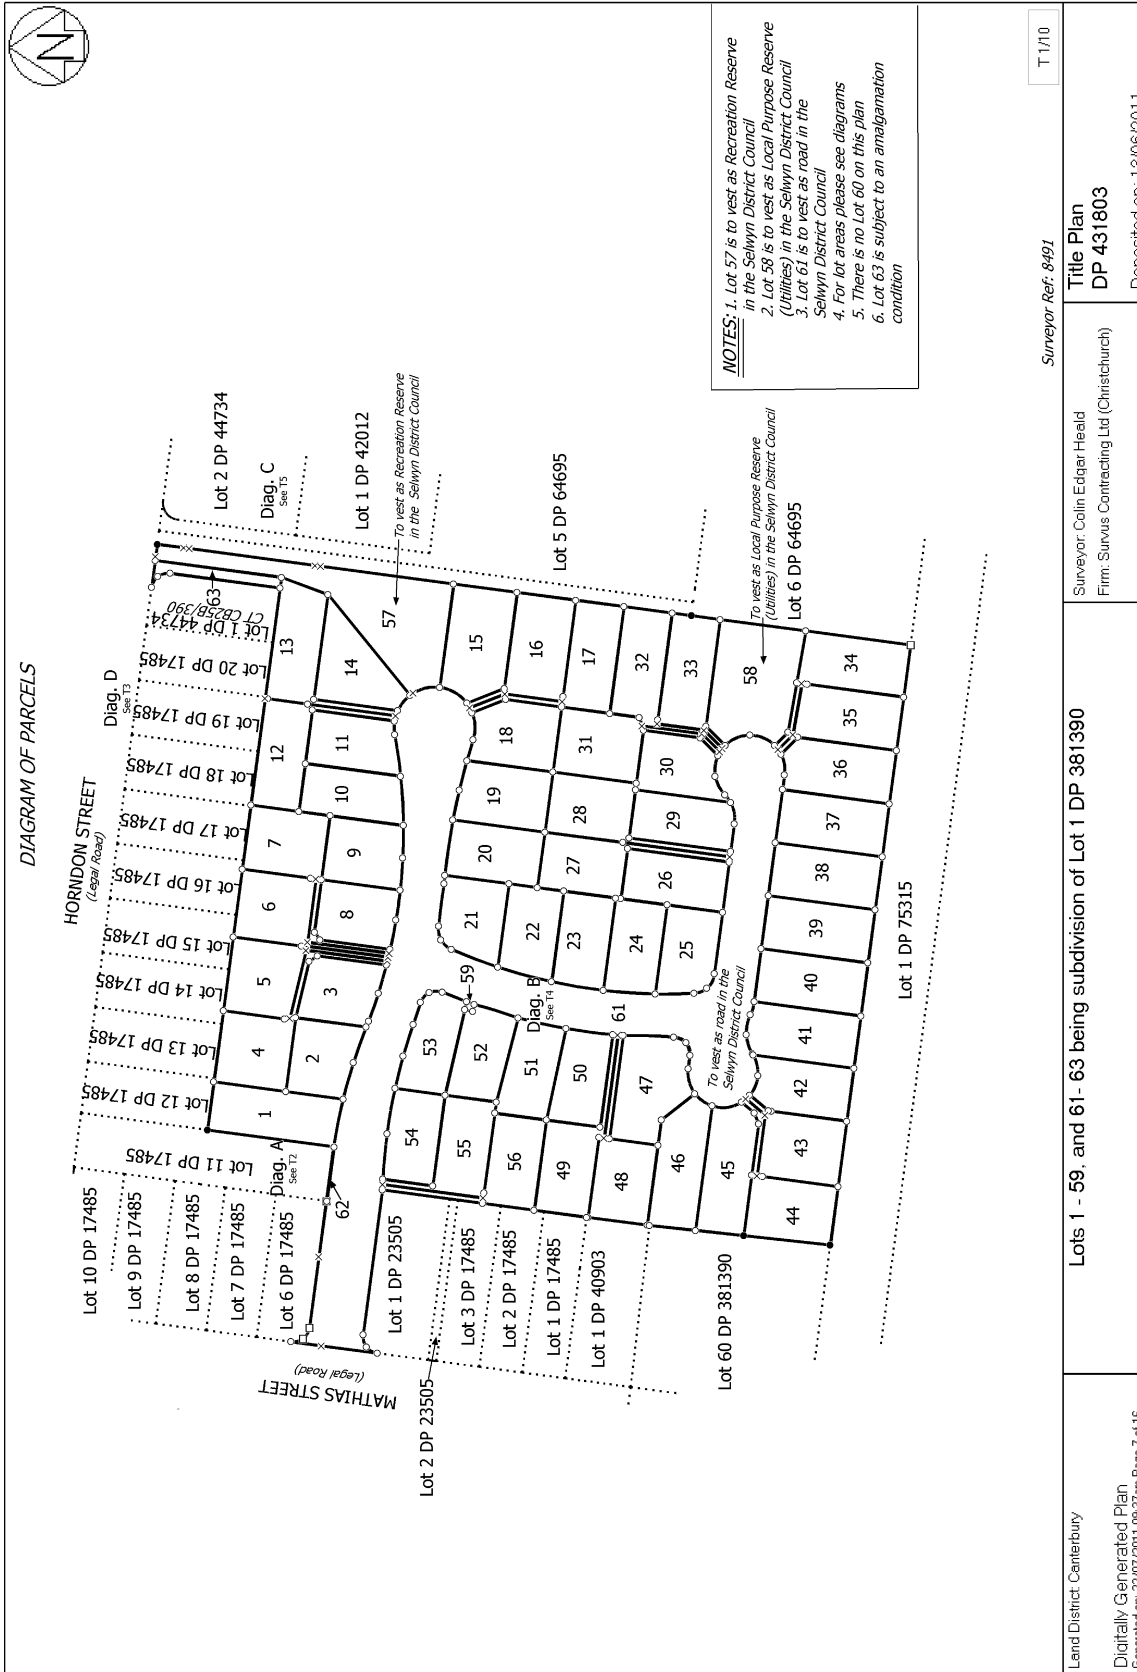 DIAGRAM OF PARCELS
N
HORNDON STREET
(Legal Road)
Lot 10 DP 17485
Lot 9 DP 17485
Lot 8 DP 17485
Lot 7 DP 17485
Lot 6 DP 17485
Lot 11 DP 17485
Lot 12 DP 17485
Lot 13 DP 17485
Lot 14 DP 17485
Lot 15 DP 17485
Lot 16 DP 17485
Lot 17 DP 17485
Lot 18 DP 17485
Lot 19 DP 17485
Lot 20 DP 17485
Lot 1 DP 44734
CT CB25B/390
Diag. D
See T3
Lot 2 DP 44734
Diag. C
See T5
Lot 1 DP 42012
To vest as Recreation Reserve
in the Selwyn District Council
Lot 5 DP 64695
To vest as Local Purpose Reserve
(Utilities) in the Selwyn District Council
Lot 6 DP 64695
Diag. A
See T2
Diag. B
See T4
1
2
3
4
5
6
7
8
9
10
11
12
13
14
15
16
17
18
19
20
21
22
23
24
25
26
27
28
29
30
31
32
33
34
35
36
37
38
39
40
41
42
43
44
45
46
47
48
49
50
51
52
53
54
55
56
57
58
59
61
62
63
To vest as road in the
Selwyn District Council
MATHIAS STREET
(Legal Road)
Lot 1 DP 23505
Lot 2 DP 23505
Lot 3 DP 17485
Lot 2 DP 17485
Lot 1 DP 17485
Lot 1 DP 40903
Lot 60 DP 381390
Lot 1 DP 75315
NOTES: 1. Lot 57 is to vest as Recreation Reserve
in the Selwyn District Council
2. Lot 58 is to vest as Local Purpose Reserve
(Utilities) in the Selwyn District Council
3. Lot 61 is to vest as road in the
Selwyn District Council
4. For lot areas please see diagrams
5. There is no Lot 60 on this plan
6. Lot 63 is subject to an amalgamation
condition
Surveyor Ref: 8491
T 1/10
Land District: Canterbury
Digitally Generated Plan
Generated on: 22/07/2011 09:37am Page 7 of 16
Lots 1 - 59, and 61- 63 being subdivision of Lot 1 DP 381390
Surveyor: Colin Edgar Heald
Firm: Survus Contracting Ltd (Christchurch)
Title Plan
DP 431803
Deposited on: